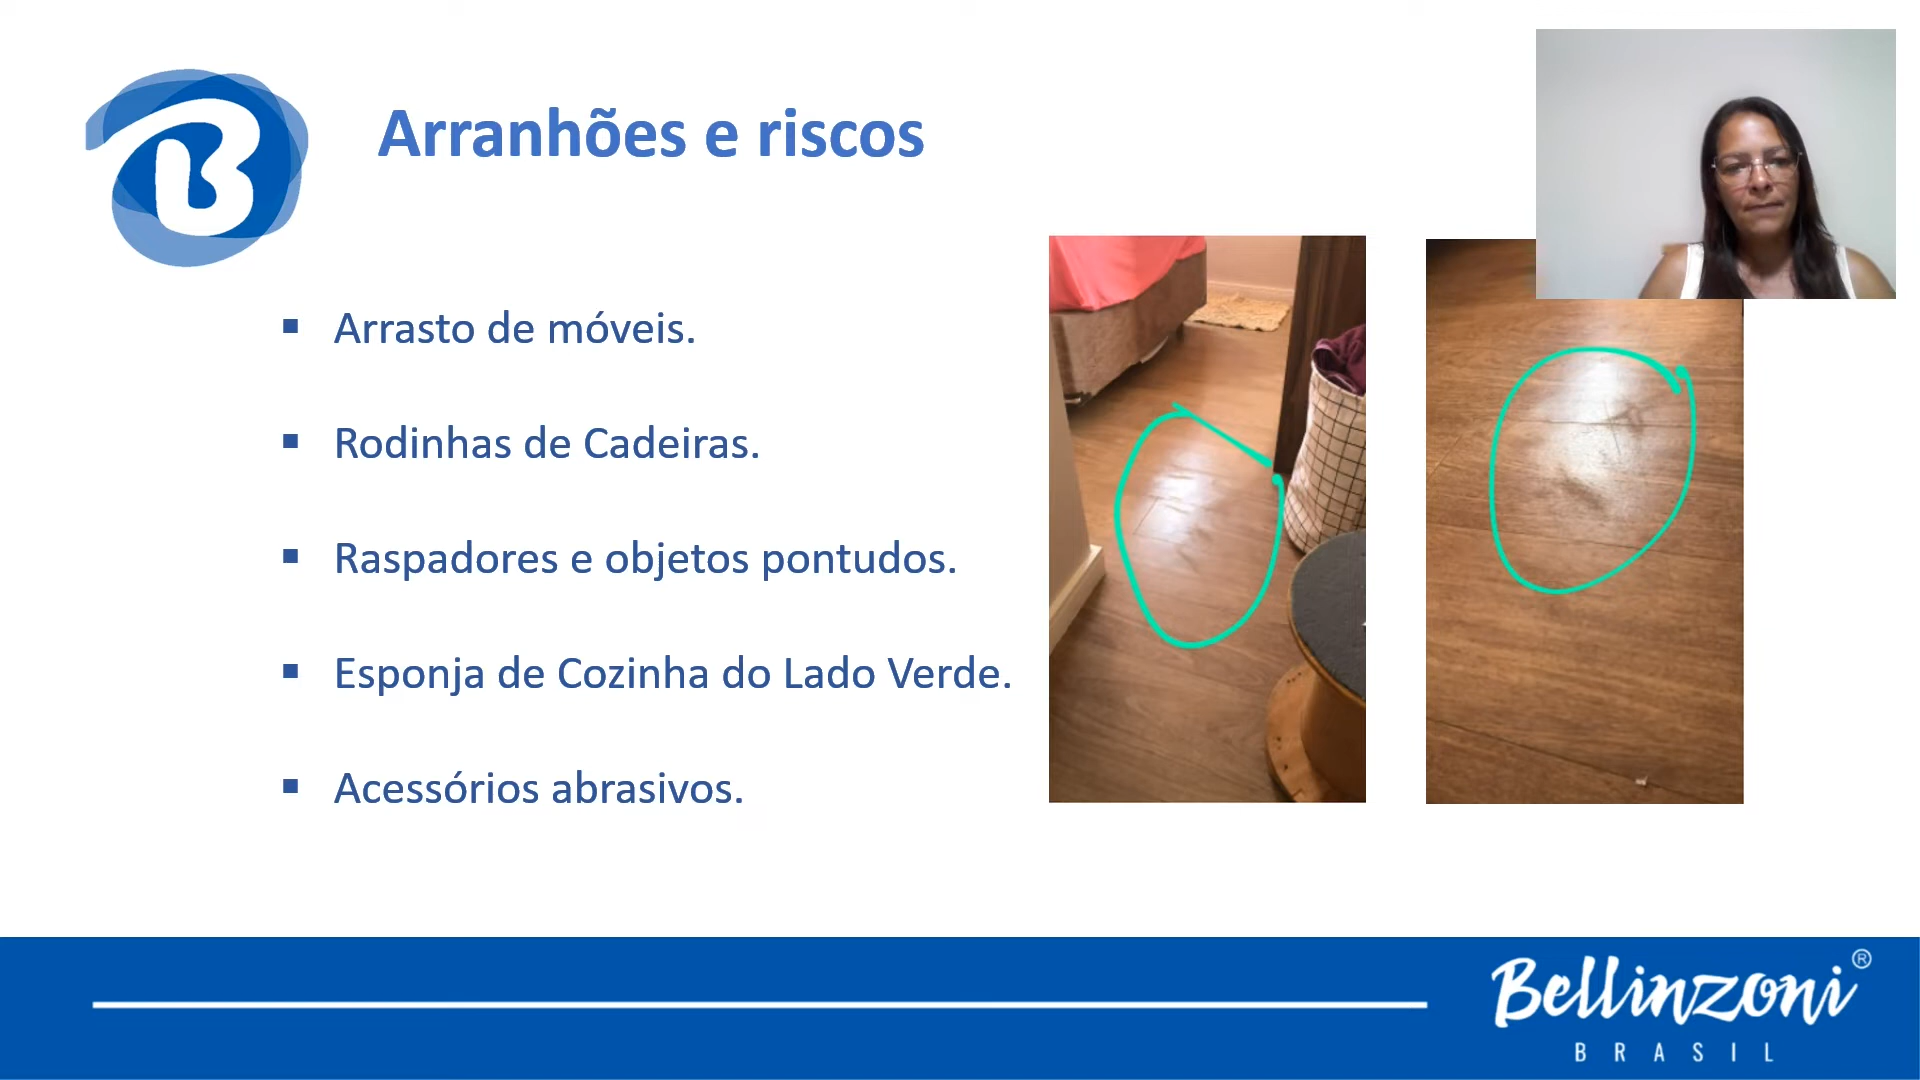 B
Arranhões e riscos
▪ Arrasto de móveis.
▪ Rodinhas de Cadeiras.
▪ Raspadores e objetos pontudos.
▪ Esponja de Cozinha do Lado Verde.
▪ Acessórios abrasivos.
Bellinzoni®
BRASIL